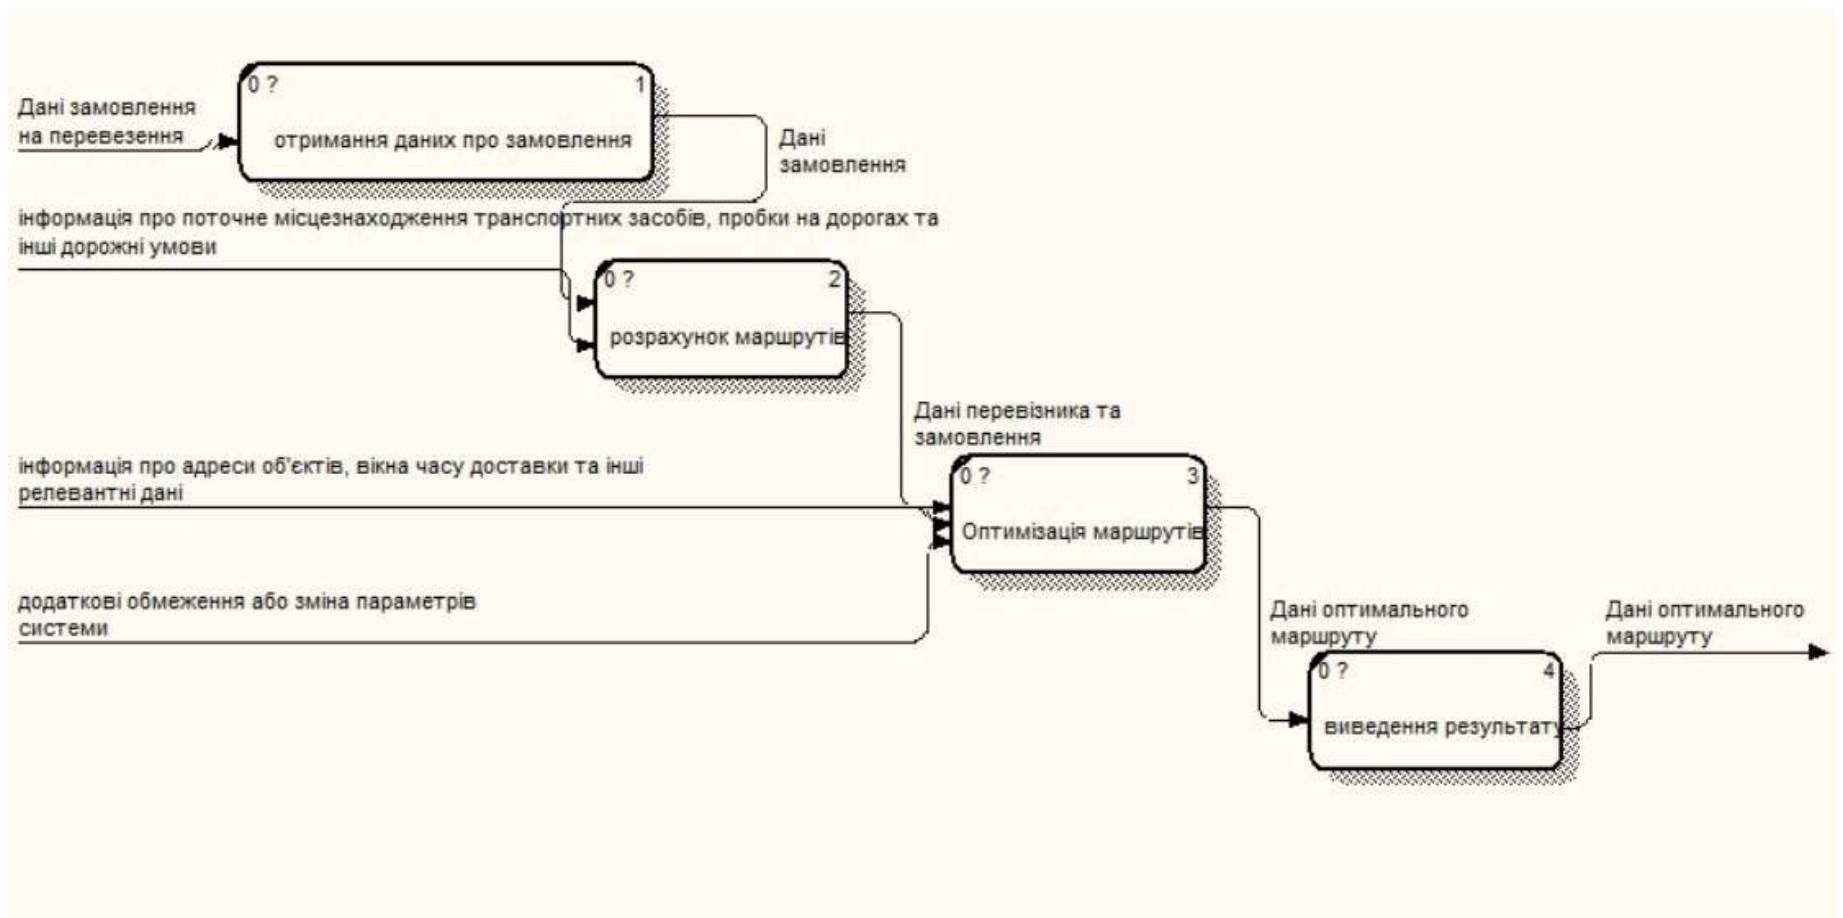 0 ?
1
Дані замовлення
на перевезення
отримання даних про замовлення
Дані
замовлення
інформація про поточне місцезнаходження транспортних засобів, пробки на дорогах та
інші дорожні умови
0 ?
2
розрахунок маршрутів
Дані перевізника та
замовлення
інформація про адреси об'єктів, вікна часу доставки та інші
релевантні дані
0 ?
3
Оптимізація маршрутів
додаткові обмеження або зміна параметрів
системи
Дані оптимального
маршруту
Дані оптимального
маршруту
0 ?
4
виведення результату